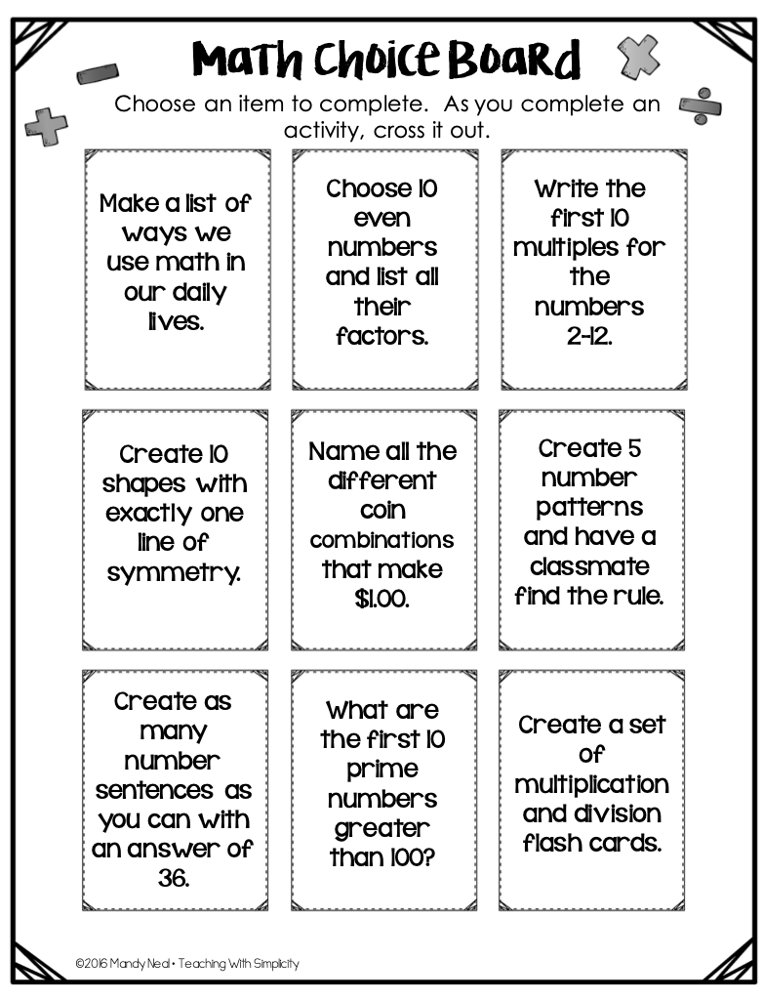 Math Choice Board
Choose an item to complete. As you complete an
activity, cross it out.
Make a list of
ways we
use math in
our daily
lives.
Choose 10
even
numbers
and list all
their
factors.
Write the
first 10
multiples for
the
numbers
2-12.
Create 10
shapes with
exactly one
line of
symmetry.
Name all the
different
coin
combinations
that make
$1.00.
Create 5
number
patterns
and have a
classmate
find the rule.
Create as
many
number
sentences as
you can with
an answer of
36.
What are
the first 10
prime
numbers
greater
than 100?
Create a set
of
multiplication
and division
flash cards.
©2016 Mandy Neal • Teaching With Simplicity